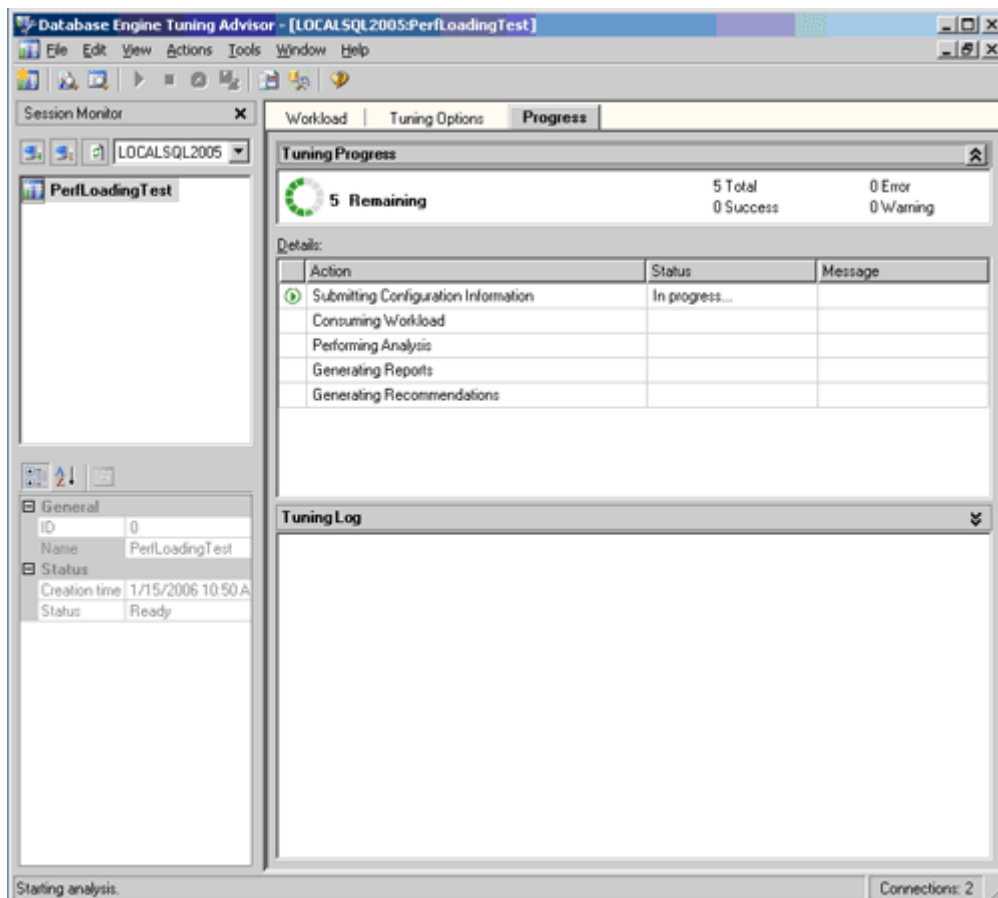 Database Engine Tuning Advisor - [LOCALSQL2005:PerfLoadingTest]
File Edit View Actions Tools Window Help
Session Monitor
LOCALSQL2005
PerfLoadingTest
General
ID 0
Name PerfLoadingTest
Status
Creation time 1/15/2006 10:50 A
Status Ready
Workload Tuning Options Progress
Tuning Progress
5 Remaining 5 Total 0 Error
0 Success 0 Warning
Details:
Action Status Message
Submitting Configuration Information In progress...
Consuming Workload
Performing Analysis
Generating Reports
Generating Recommendations
Tuning Log
Starting analysis. Connections: 2